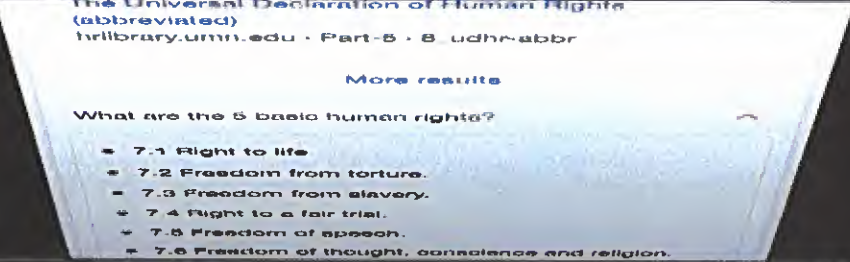 The Universal Declaration of Human Rights
(abbreviated)
hrlibrary.umn.edu › Part-5 › 8_udhr-abbr
More results
What are the 5 basic human rights?
• 7.1 Right to life.
• 7.2 Freedom from torture.
• 7.3 Freedom from slavery.
• 7.4 Right to a fair trial.
• 7.5 Freedom of speech.
• 7.6 Freedom of thought, conscience and religion.